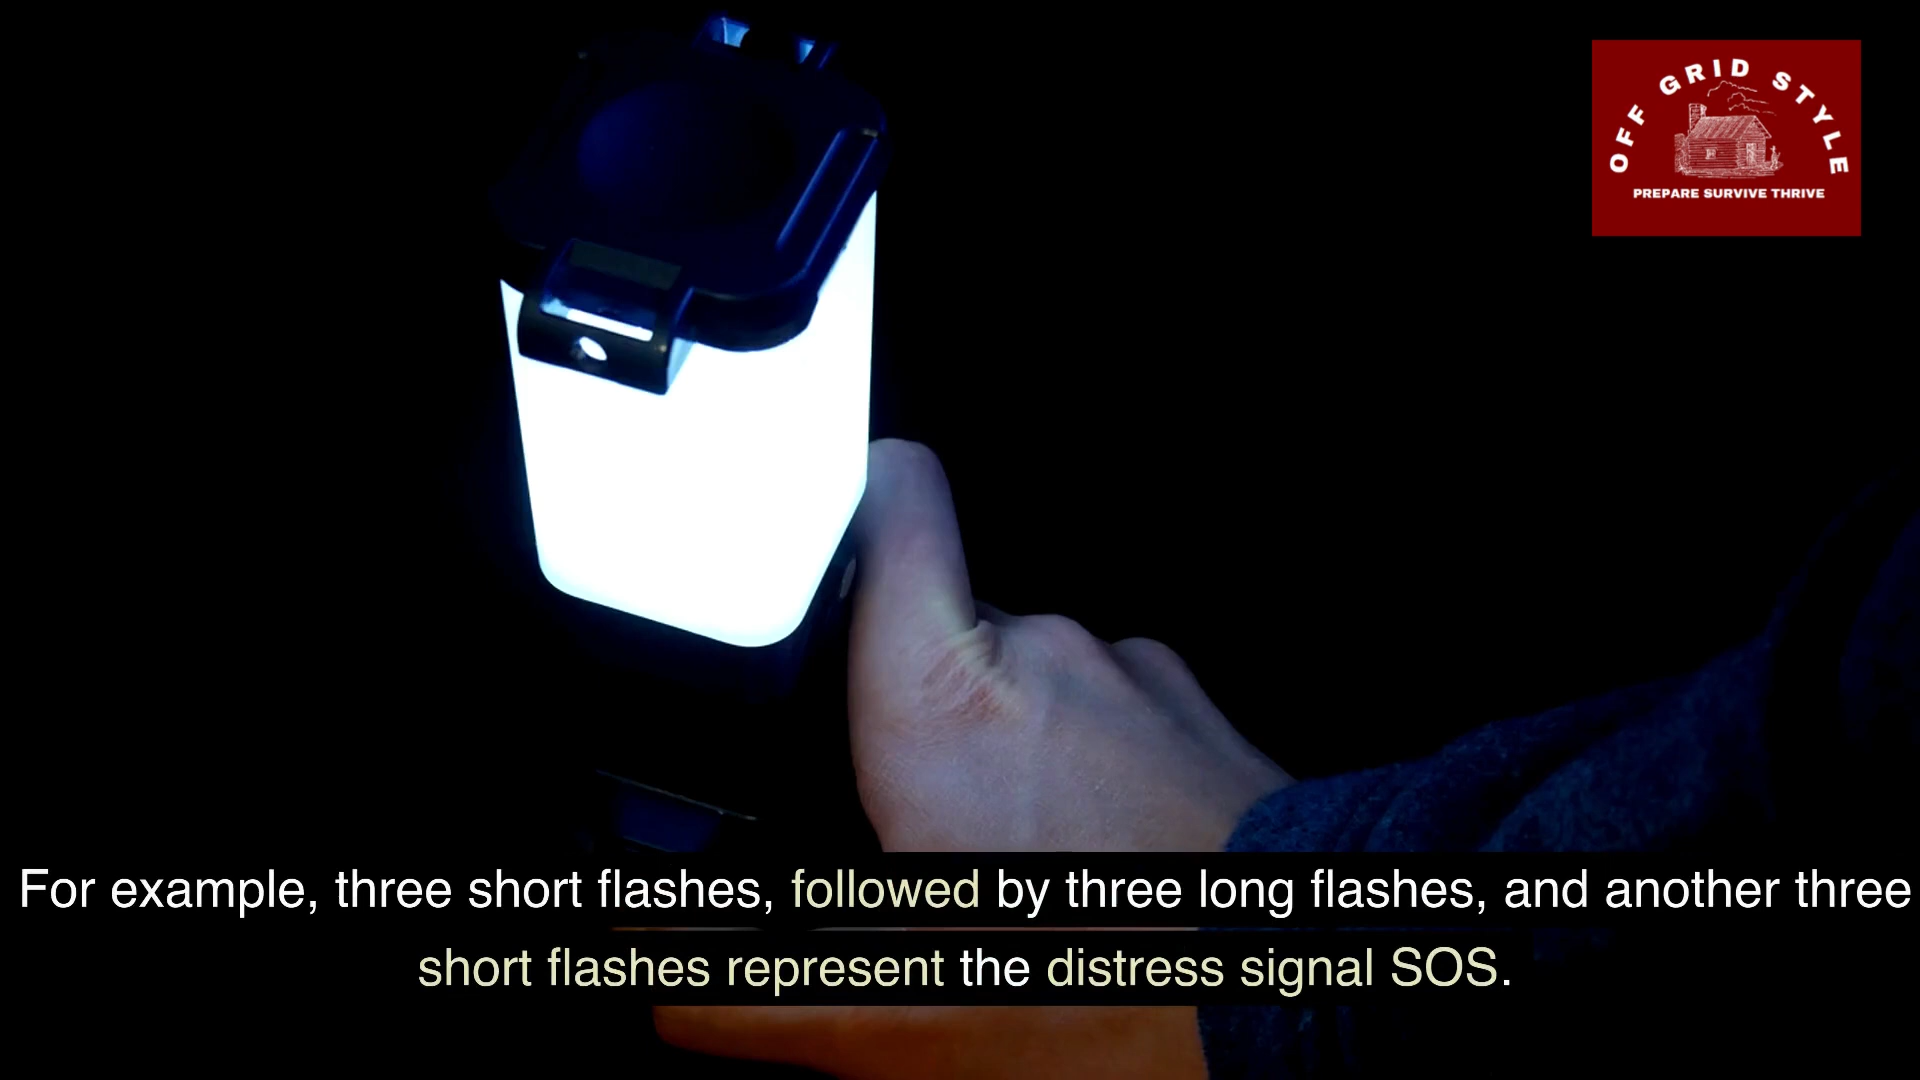 OFF GRID STYLE
PREPARE SURVIVE THRIVE
For example, three short flashes, followed by three long flashes, and another three
short flashes represent the distress signal SOS.